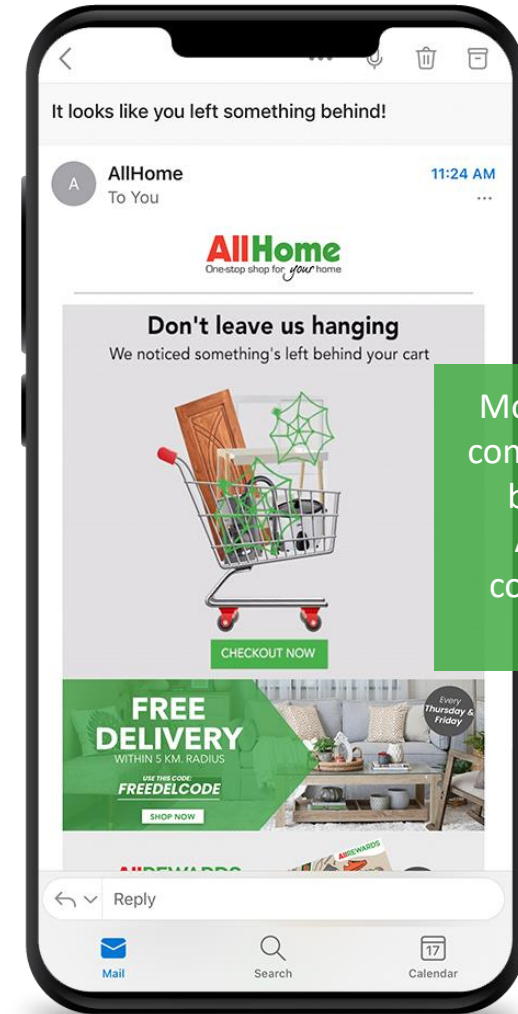 It looks like you left something behind!
A
AllHome
11:24 AM
To You
AllHome
One-stop shop for your home
Don't leave us hanging
We noticed something's left behind your cart
CHECKOUT NOW
FREE
DELIVERY
WITHIN 5 KM. RADIUS
USE THIS CODE:
FREEDELCODE
SHOP NOW
Every
Thursday &
Friday
AllREWARDS
Reply
Mail
Search
17
Calendar